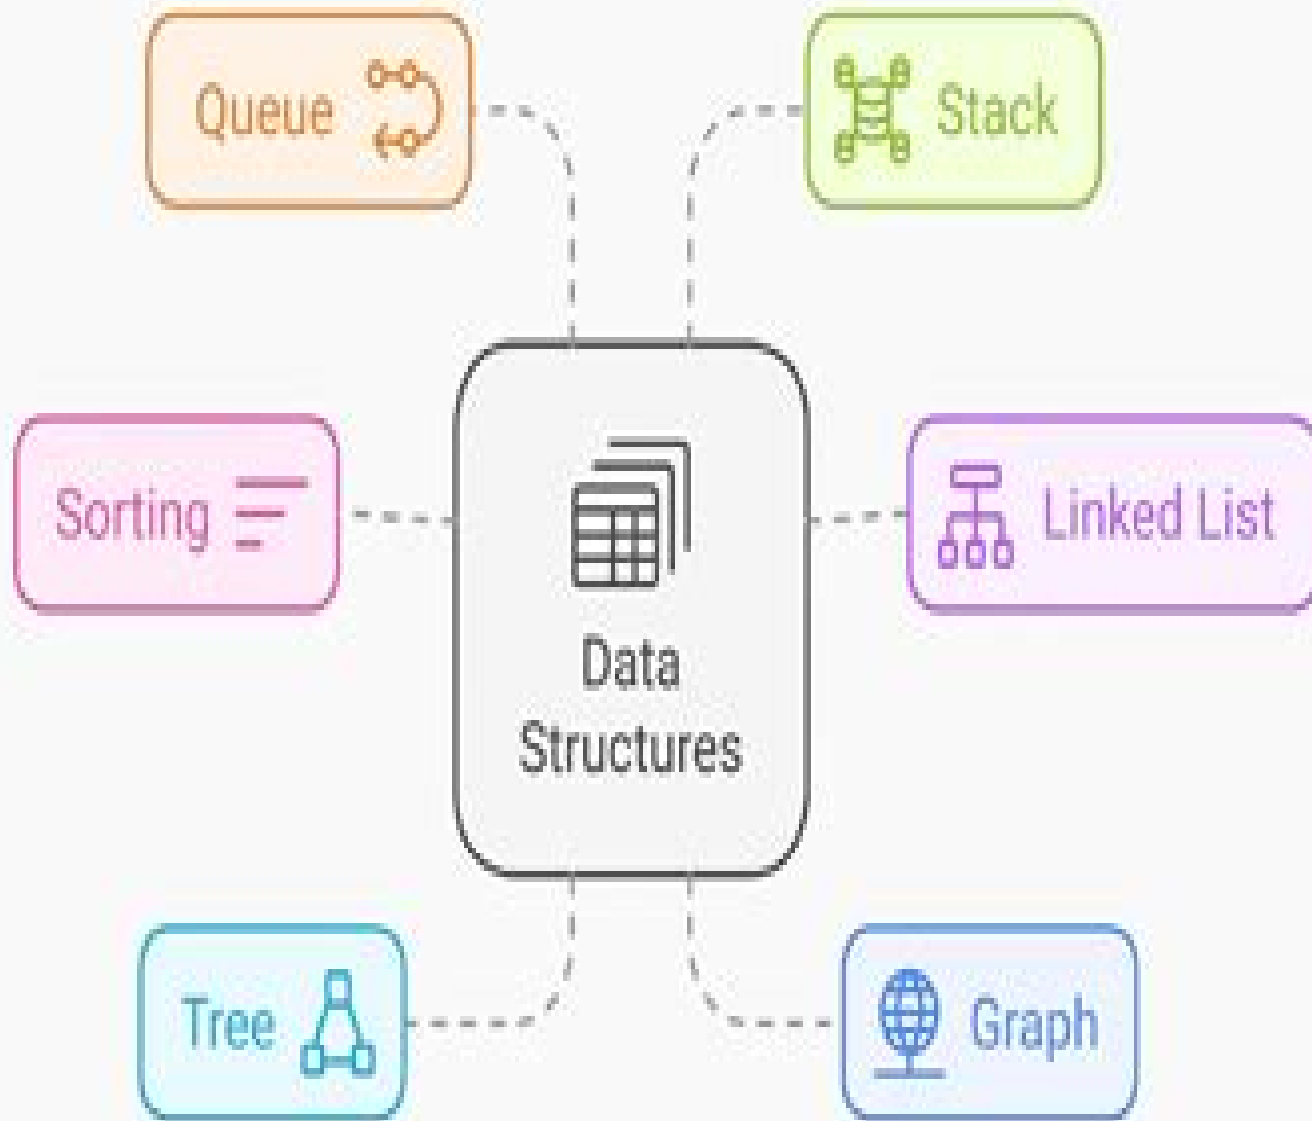 Queue
Stack
Sorting
Linked List
Data
Structures
Tree
Graph